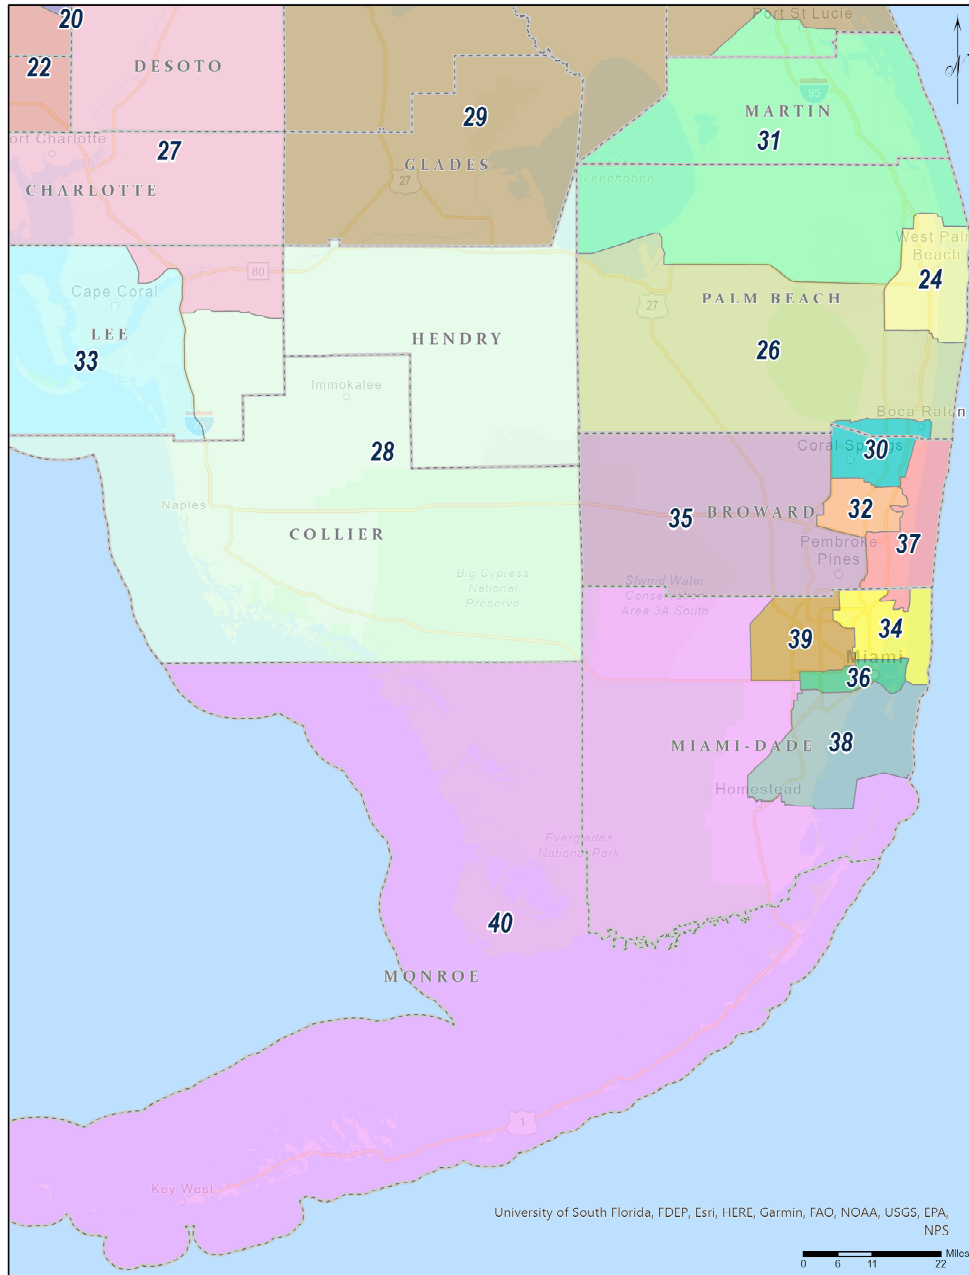 20
Port St Lucie
22
DESOTO
N
95
MARTIN
29
31
ort Charlotte
27
GLADES
27
CHARLOTTE
80
West Palm
Beach
24
Cape Coral
27
PALM BEACH
LEE
33
HENDRY
26
Immokalee
Boca Raton
28
Coral Springs
30
Naples
35
BROWARD
32
COLLIER
Pembroke
Pines
37
Big Cypress
National
Preserve
Sfwmd Water
Conservation
Area 3A South
39
34
Miami
36
MIAMI-DADE
38
Homestead
Everglades
National Park
40
MONROE
1
Key West
University of South Florida, FDEP, Esri, HERE, Garmin, FAO, NOAA, USGS, EPA,
NPS
Miles
0 6 11 22